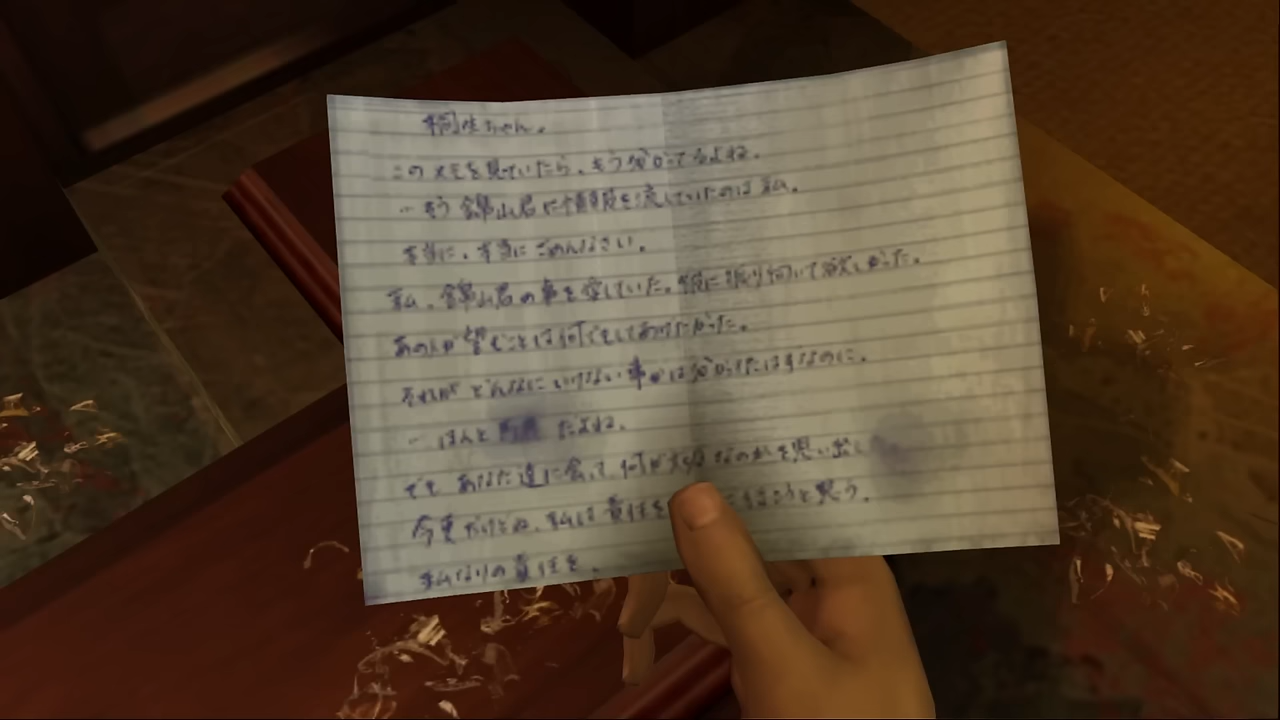 桐生ちゃん。
このメモを見ていたら、もう分かってるよね。
…そう 錦山君に情報を流していたのは 私。
本当に、本当にごめんなさい。
私、錦山君の事を愛していた。彼に振り向いて欲しかった。
あの人が望むことは何でもしてあげたかった。
それが どんなに いけない事かは分かってたはずなのに。
… ほんと だよね。
でも あなた達に会って、何が大切なのかを思い出し
今更だけどね、私は 責任を ようと思う。
私なりの責任を。